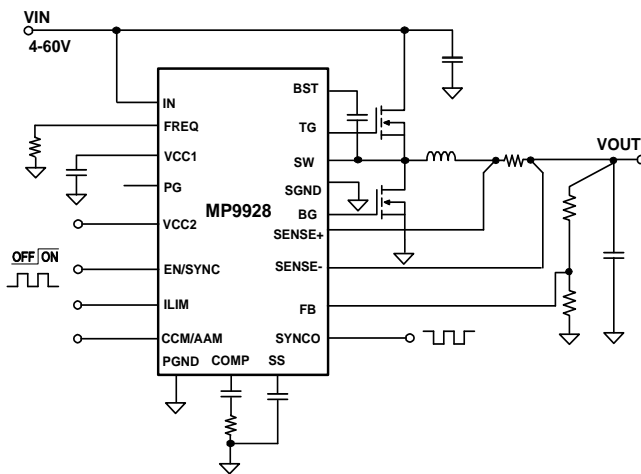 VIN
4-60V
IN
FREQ
VCC1
PG
VCC2
EN/SYNC
ILIM
CCM/AAM
PGND
COMP
SS
MP9928
BST
TG
SW
SGND
BG
SENSE+
SENSE-
FB
SYNCO
VOUT
OFF ON